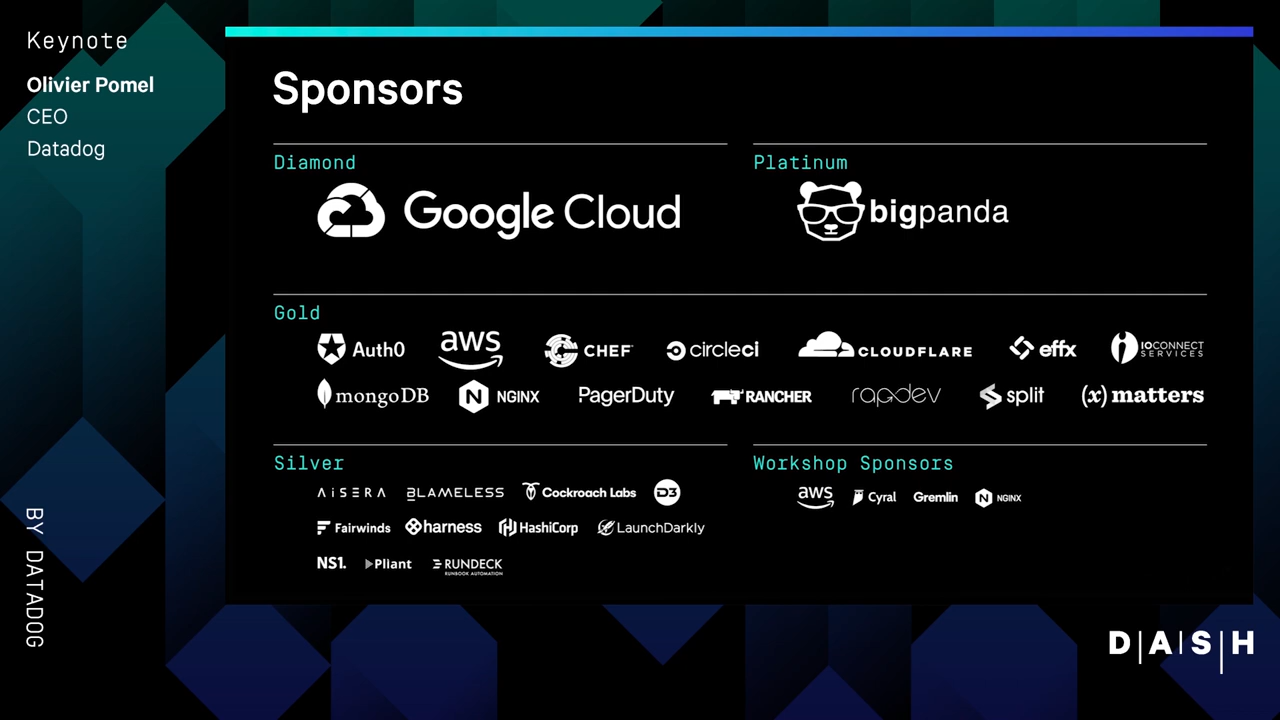 Keynote
Olivier Pomel
CEO
Datadog
Sponsors
Diamond
Google Cloud
Platinum
bigpanda
Gold
Auth0 aws CHEF circleci CLOUDFLARE effx IOCONNECT SERVICES
mongoDB NGINX PagerDuty RANCHER rapdev split (x) matters
Silver
AiSERA BLAMELESS Cockroach Labs D3
Fairwinds harness HashiCorp LaunchDarkly
NS1. Pliant RUNDECK RUNBOOK AUTOMATION
Workshop Sponsors
aws Cyral Gremlin NGINX
BY DATADOG
D|A|S|H